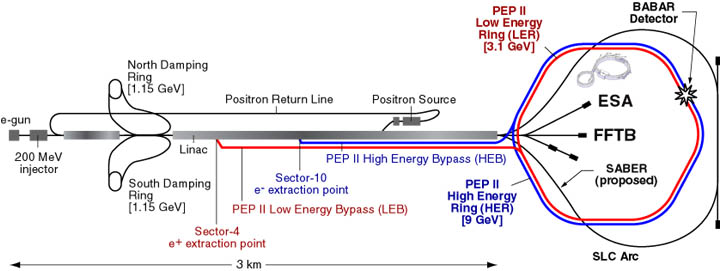 PEP II
Low Energy
Ring (LER)
[3.1 GeV]
BABAR
Detector
North Damping
Ring
[1.15 GeV]
Positron Return Line
Positron Source
e-gun
200 MeV
injector
Linac
ESA
FFTB
PEP II High Energy Bypass (HEB)
Sector-10
e- extraction point
SABER
(proposed)
South Damping
Ring
[1.15 GeV]
PEP II Low Energy Bypass (LEB)
PEP II
High Energy
Ring (HER)
[9 GeV]
Sector-4
e+ extraction point
3 km
SLC Arc